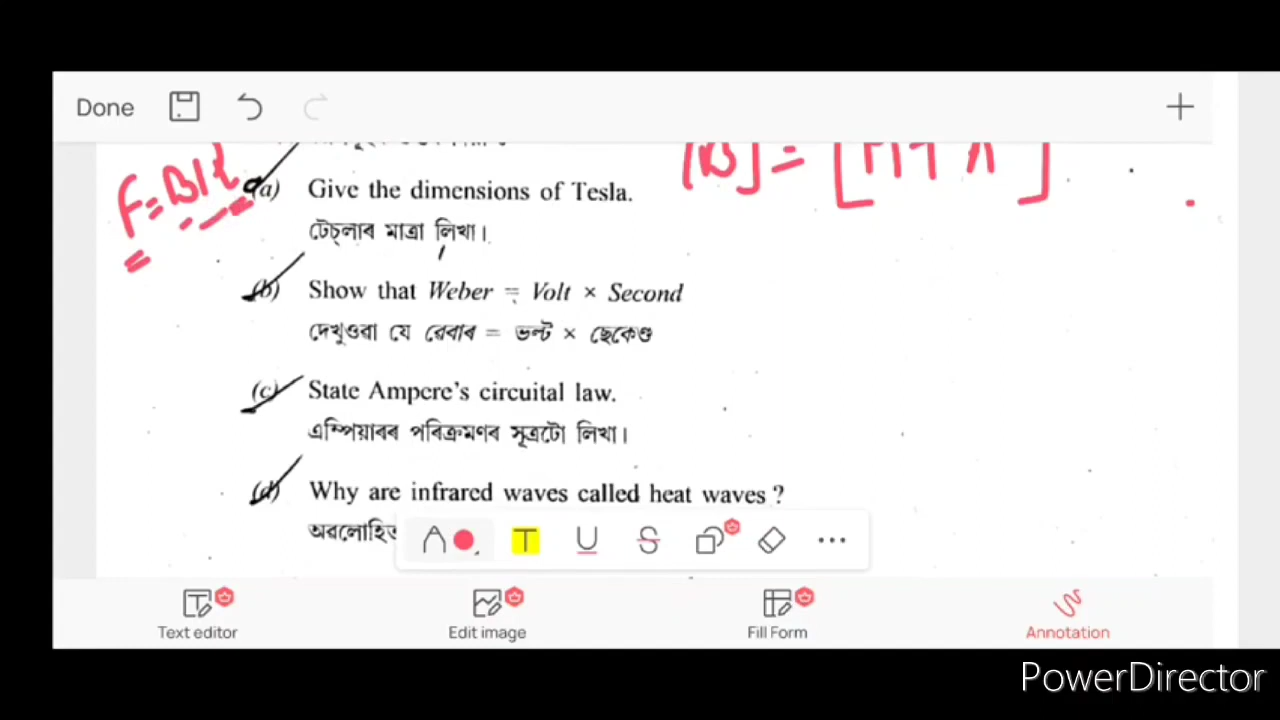 Done
F = BIl
[B] =
(a) Give the dimensions of Tesla.
টেচ্লাৰ মাত্ৰা লিখা।
(b) Show that Weber = Volt × Second
দেখুওৱা যে ৱেবাৰ = ভল্ট × ছেকেণ্ড
(c) State Ampere's circuital law.
এম্পিয়াৰৰ পৰিক্ৰমণৰ সূত্ৰটো লিখা।
(d) Why are infrared waves called heat waves ?
অৱলোহিত
Text editor
Edit image
Fill Form
Annotation
PowerDirector